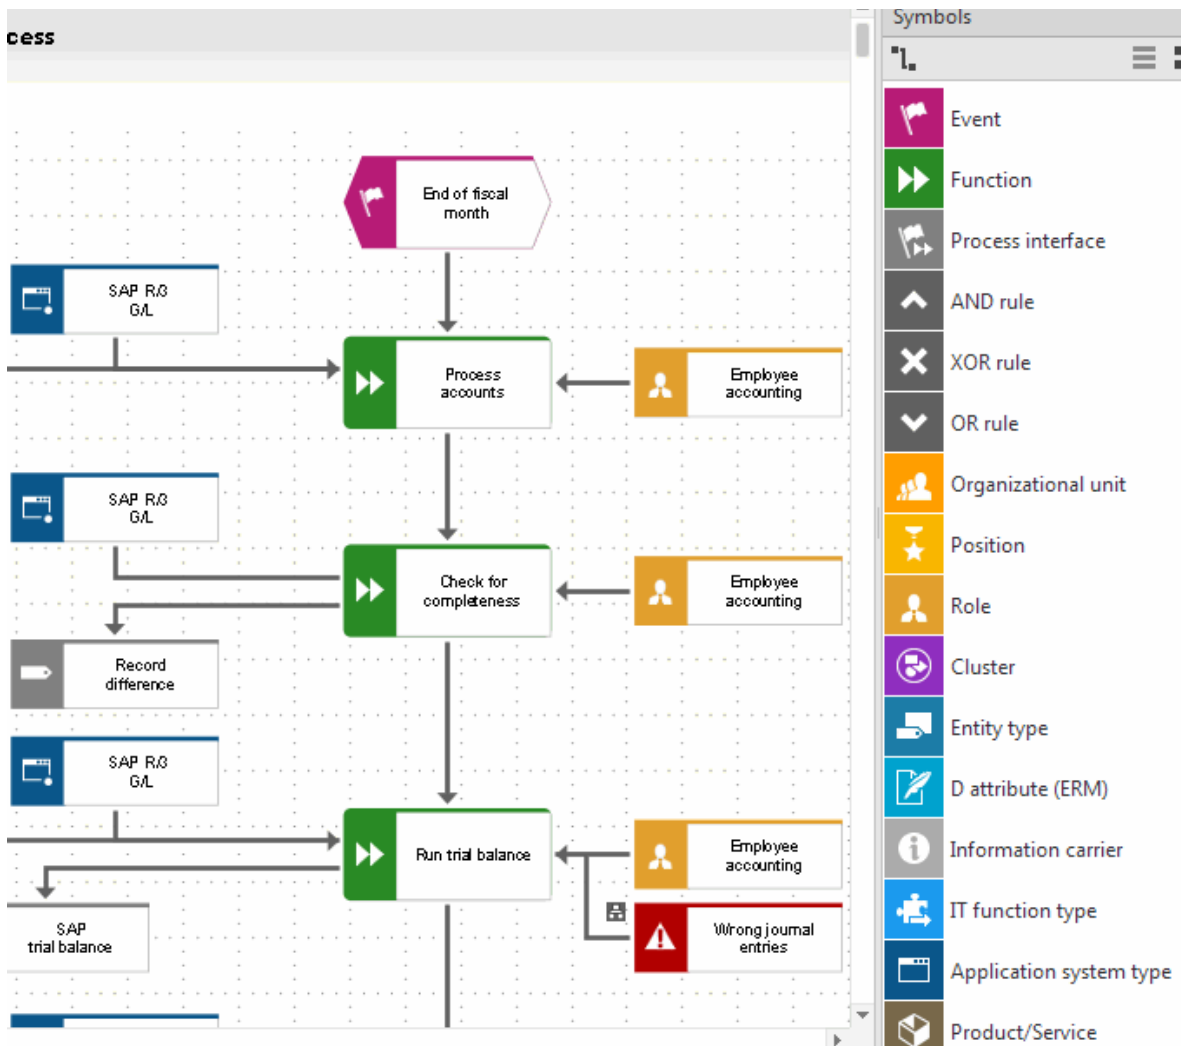 cess
End of fiscal
month
SAP R/3
G/L
Process
accounts
Employee
accounting
SAP R/3
G/L
Check for
completeness
Employee
accounting
Record
difference
SAP R/3
G/L
Run trial balance
Employee
accounting
SAP
trial balance
Wrong journal
entries
Symbols
Event
Function
Process interface
AND rule
XOR rule
OR rule
Organizational unit
Position
Role
Cluster
Entity type
D attribute (ERM)
Information carrier
IT function type
Application system type
Product/Service